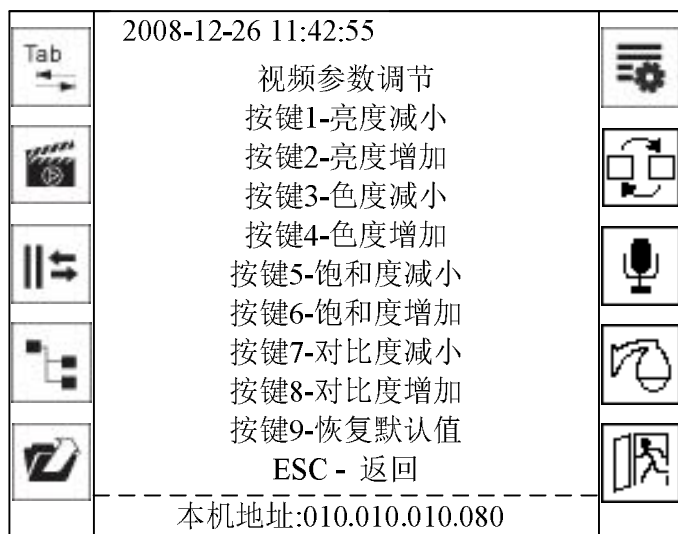 Tab
2008-12-26 11:42:55
视频参数调节
按键1-亮度减小
按键2-亮度增加
按键3-色度减小
按键4-色度增加
按键5-饱和度减小
按键6-饱和度增加
按键7-对比度减小
按键8-对比度增加
按键9-恢复默认值
ESC - 返回
本机地址:010.010.010.080